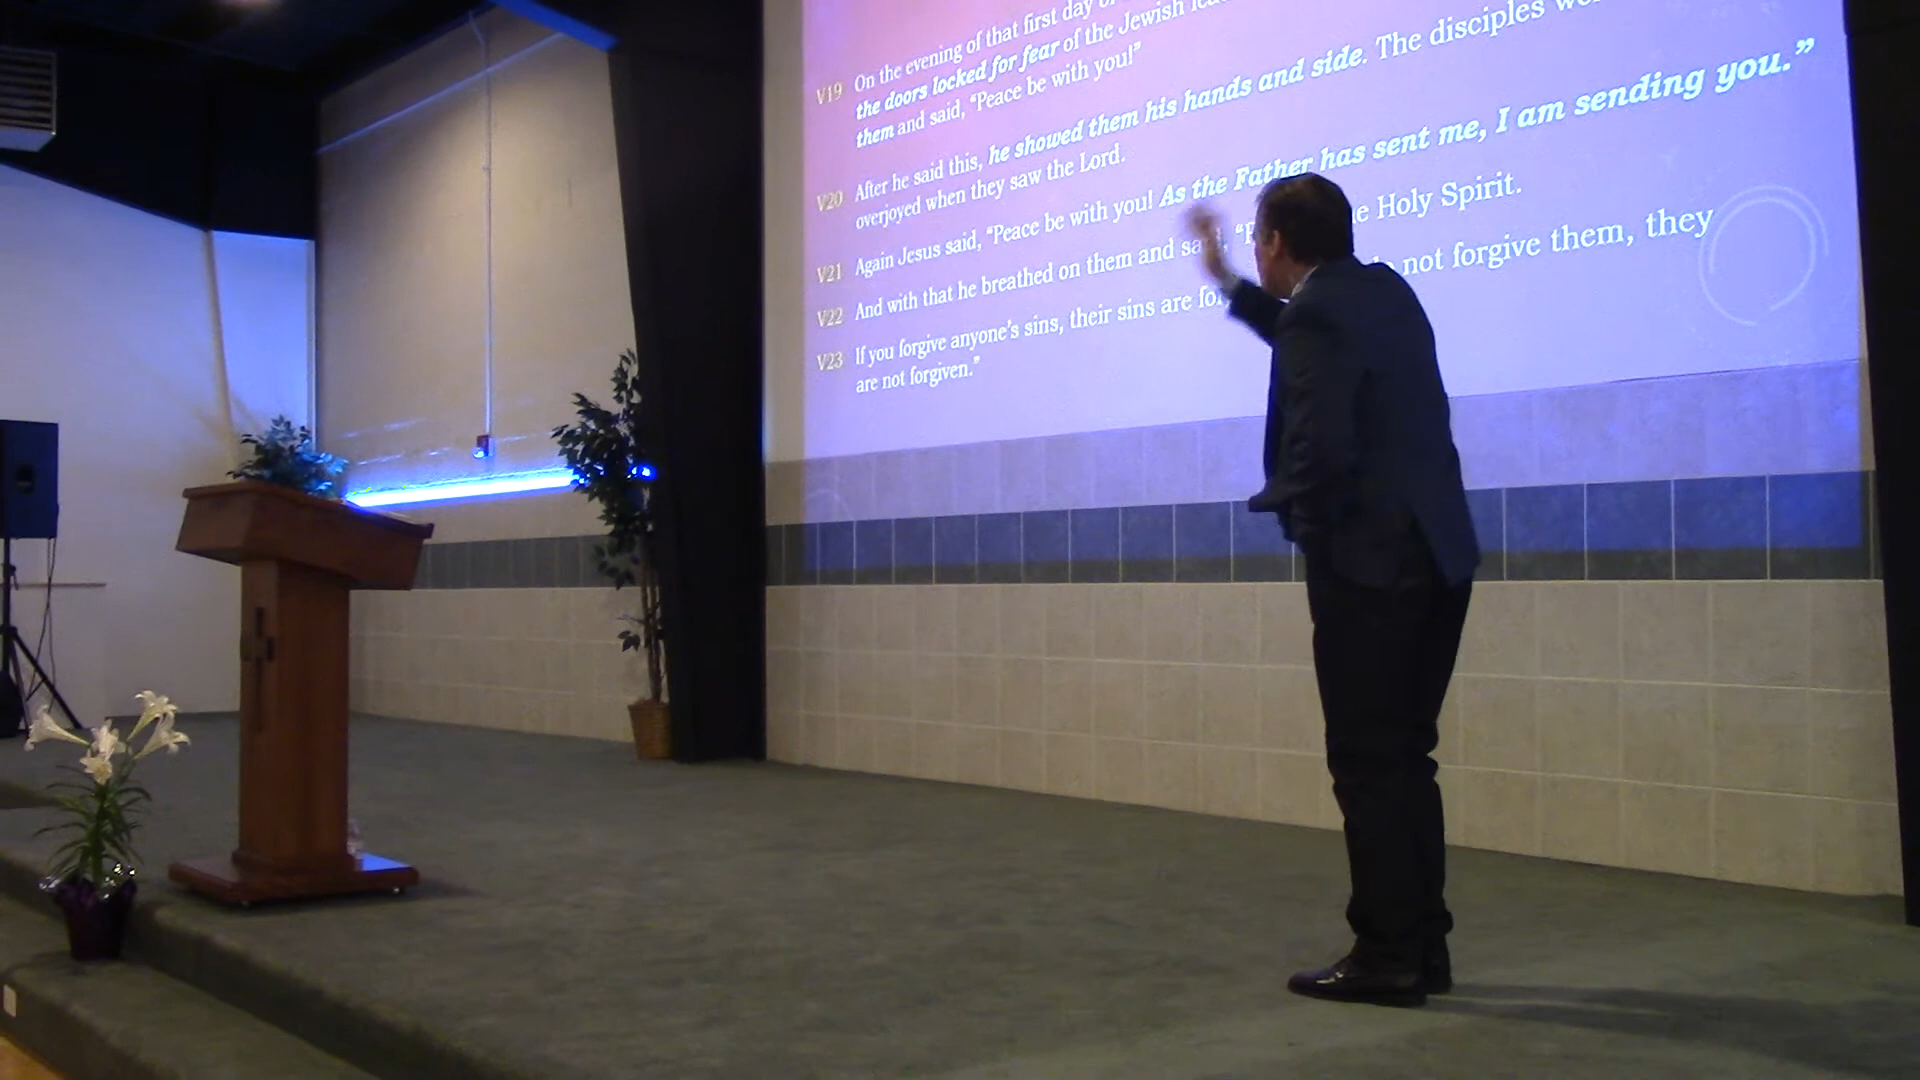 V19 On the evening of that first day
the doors locked for fear of the Jewish
them and said, “Peace be with you!”
V20 After he said this, he showed them his hands and side. The disciples
overjoyed when they saw the Lord.
V21 Again Jesus said, “Peace be with you! As the Father has sent me, I am sending you.”
V22 And with that he breathed on them and Holy Spirit.
V23 If you forgive anyone’s sins, their sins are not forgive them, they
are not forgiven.”